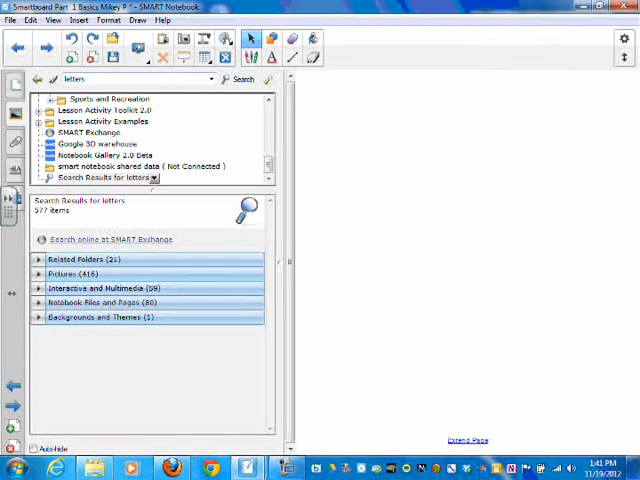 Smartboard Part 1 Basics Mikey P * - SMART Notebook
File Edit View Insert Format Draw Help
letters Search
Sports and Recreation
Lesson Activity Toolkit 2.0
Lesson Activity Examples
SMART Exchange
Google 3D warehouse
Notebook Gallery 2.0 Beta
smart notebook shared data ( Not Connected )
Search Results for letters
Search Results for letters
577 items
Search online at SMART Exchange
Related Folders (21)
Pictures (416)
Interactive and Multimedia (59)
Notebook Files and Pages (80)
Backgrounds and Themes (1)
Extend Page
Auto-hide
1:41 PM
11/19/2012